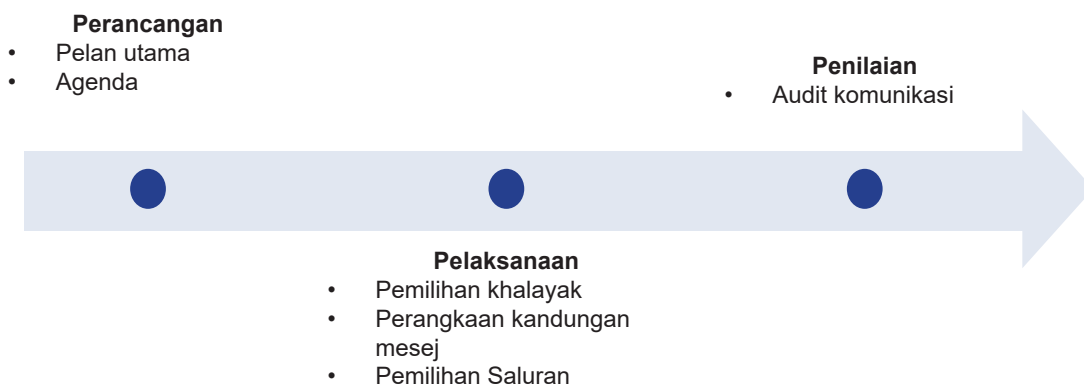 Perancangan
• Pelan utama
• Agenda
Pelaksanaan
• Pemilihan khalayak
• Perangkaan kandungan
mesej
• Pemilihan Saluran
Penilaian
• Audit komunikasi